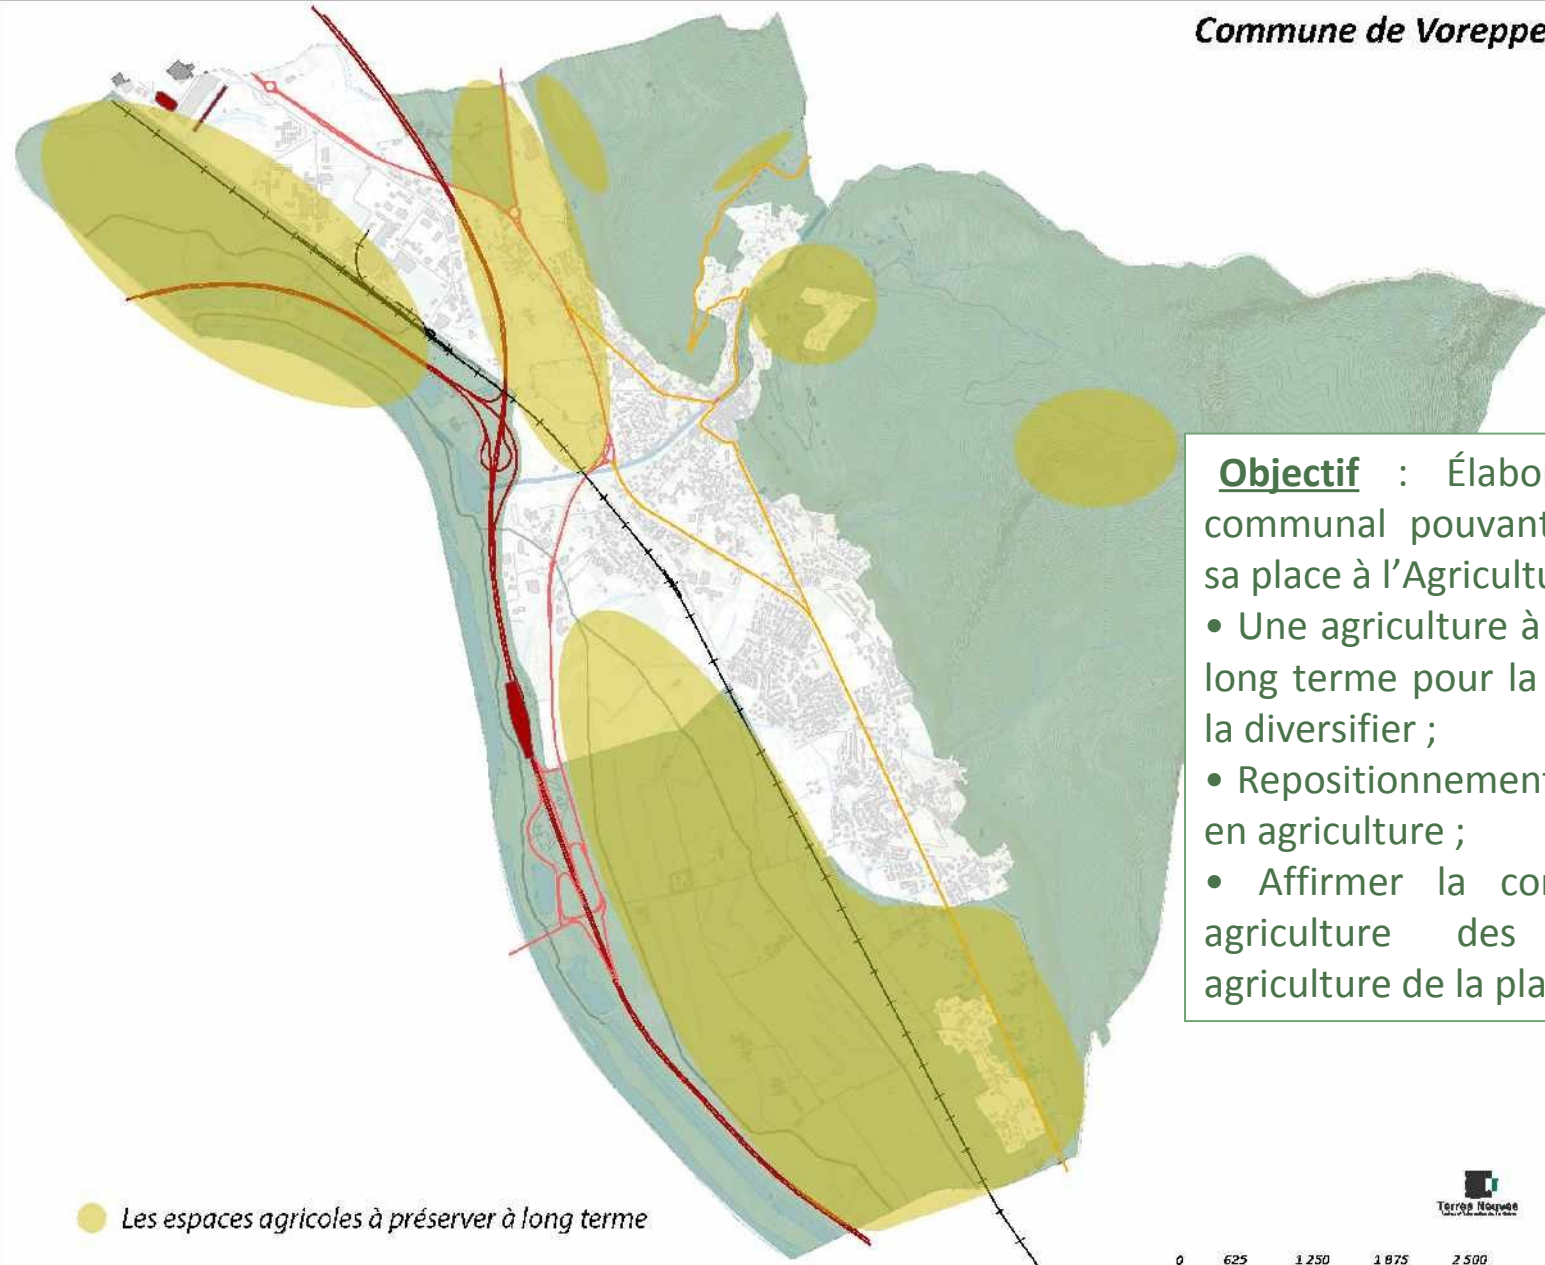 Commune de Voreppe
Objectif : Élabor
communal pouvant
sa place à l’Agricultu
• Une agriculture à
long terme pour la
la diversifier ;
• Repositionnement
en agriculture ;
• Affirmer la con
agriculture des
agriculture de la pla
Les espaces agricoles à préserver à long terme
Terres Neuves
0 625 1 250 1 875 2 500